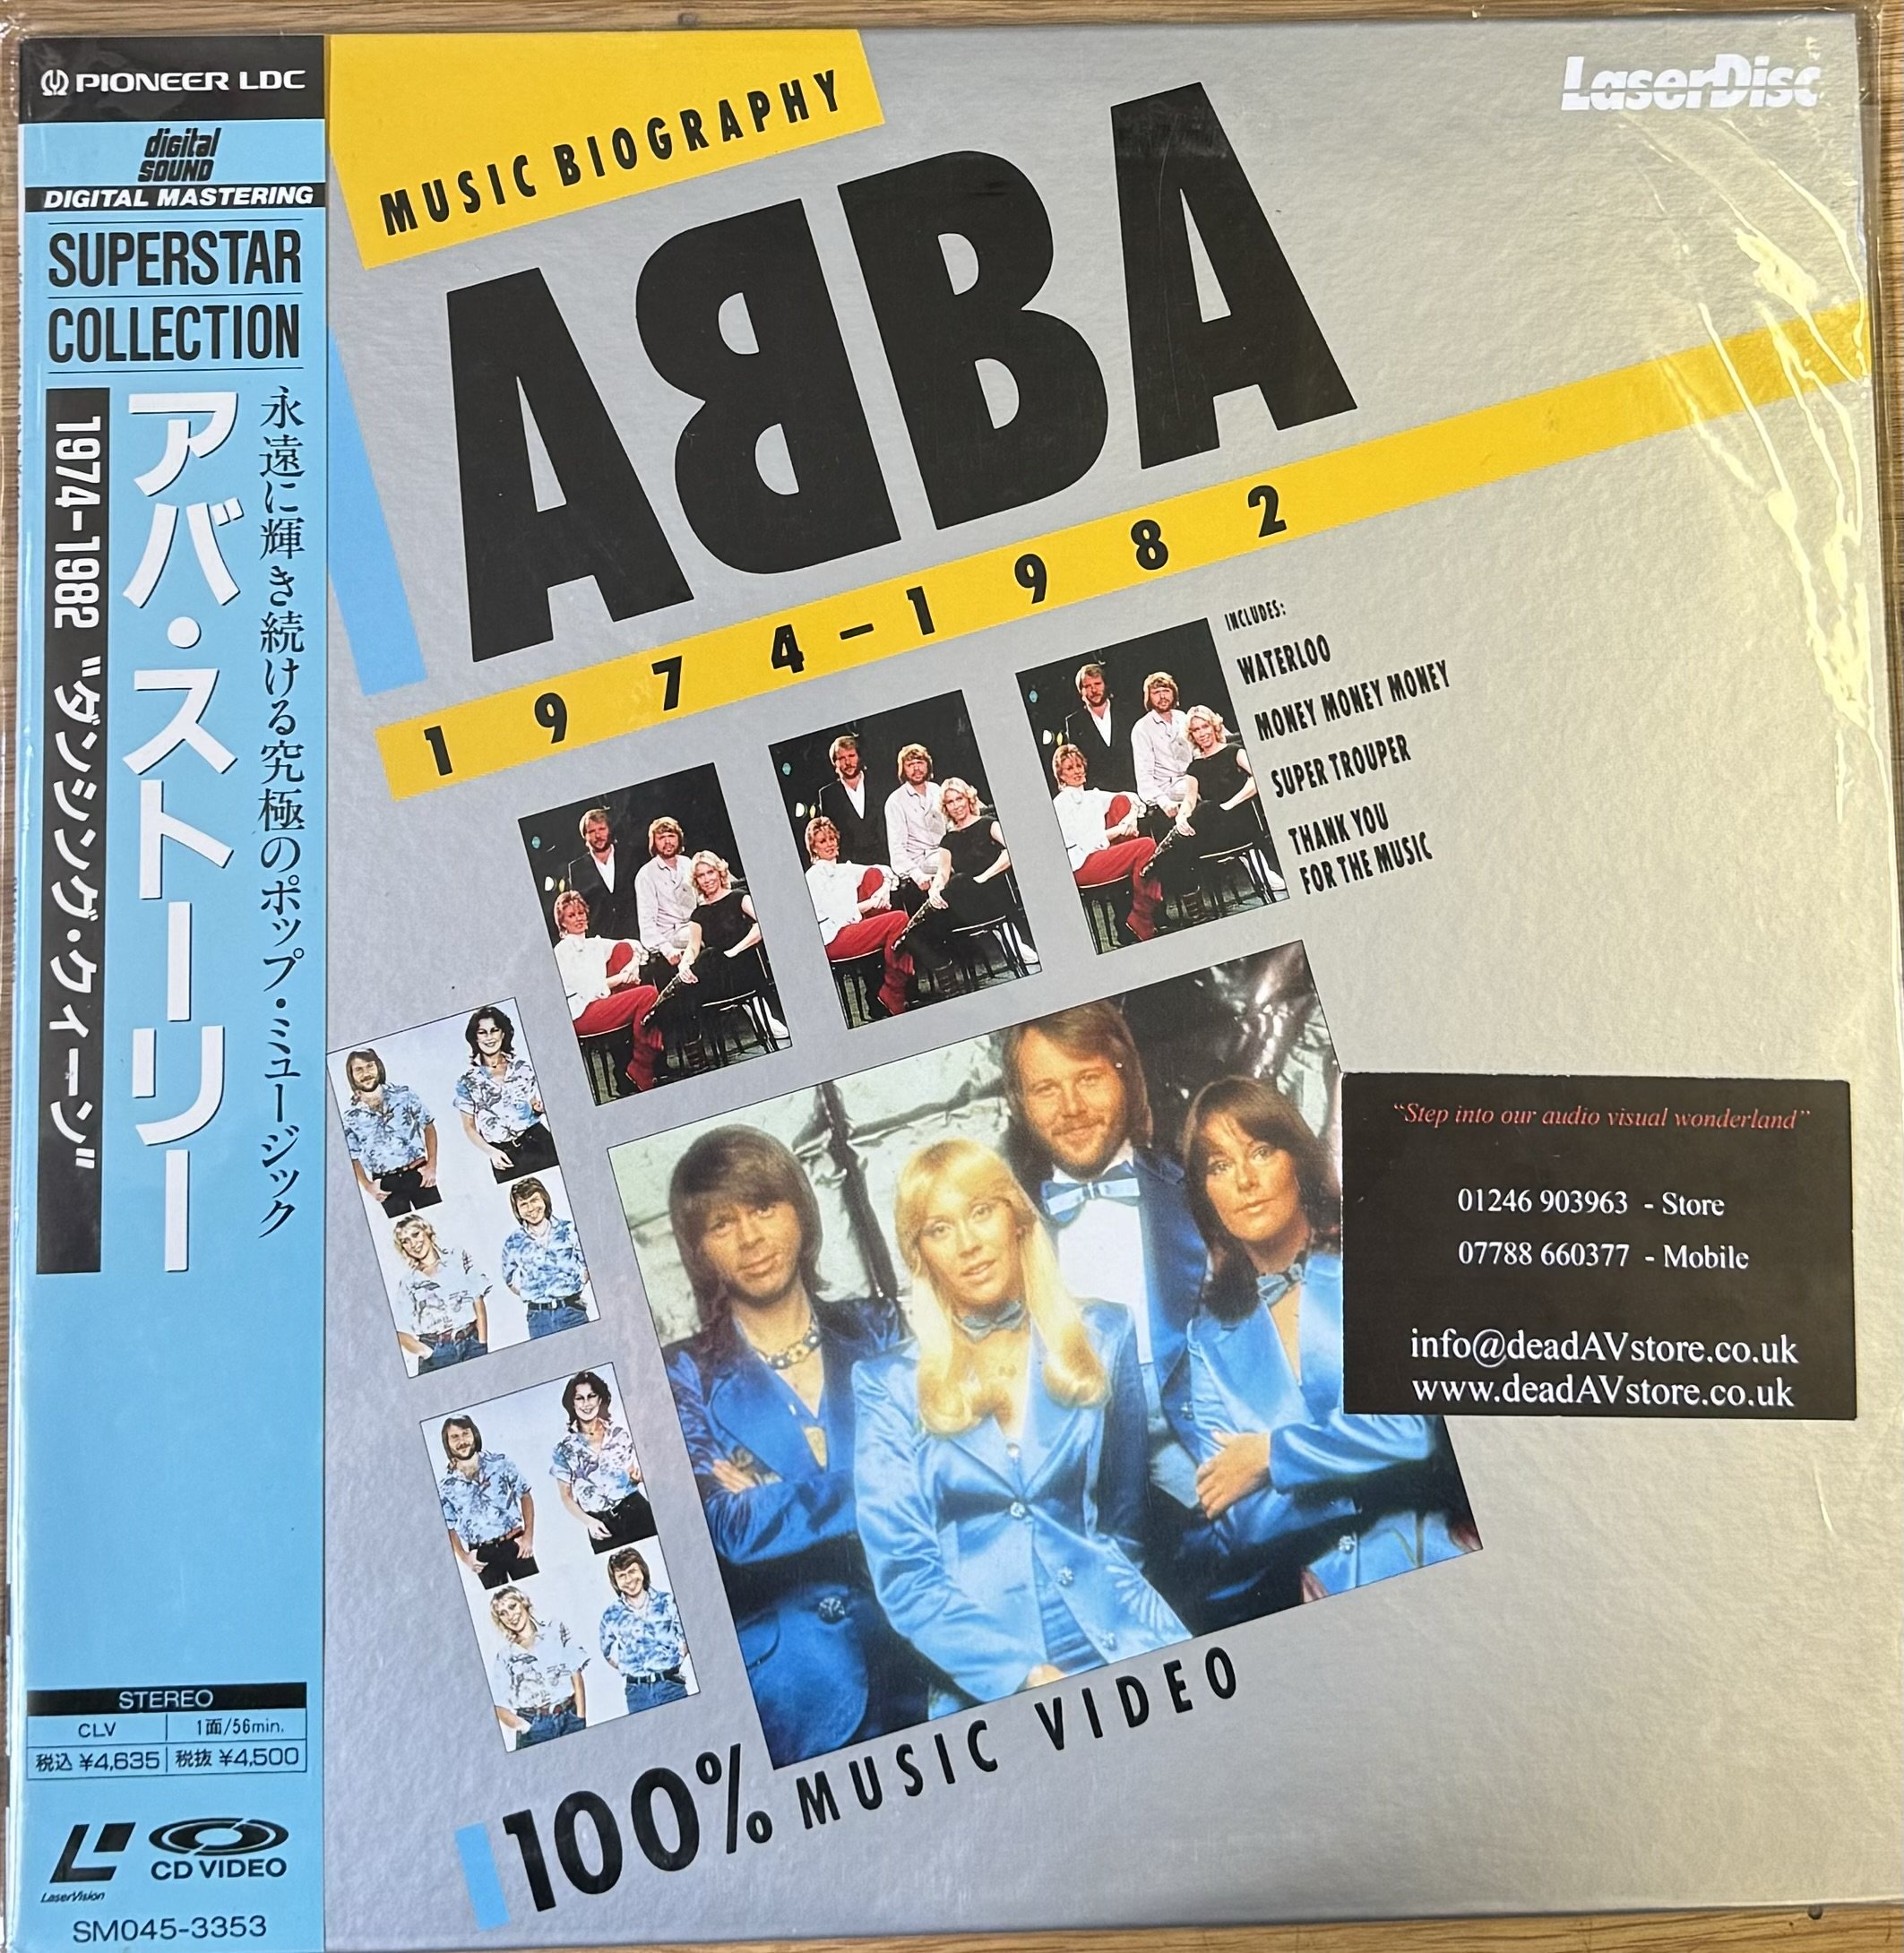 PIONEER LDC
digital
SOUND
DIGITAL MASTERING
SUPERSTAR
COLLECTION
永遠に輝き続ける究極のポップ・ミュージック
アバ・ストーリー
1974-1982 “ダンシング・クィーン”
STEREO
CLV
1面/56min.
税込 ¥4,635
税抜 ¥4,500
LaserVision
CD VIDEO
SM045-3353
LaserDisc
MUSIC BIOGRAPHY
ABBA
1974-1982
INCLUDES:
WATERLOO
MONEY MONEY MONEY
SUPER TROUPER
THANK YOU
FOR THE MUSIC
“Step into our audio visual wonderland”
01246 903963 - Store
07788 660377 - Mobile
info@deadAVstore.co.uk
www.deadAVstore.co.uk
100% MUSIC VIDEO